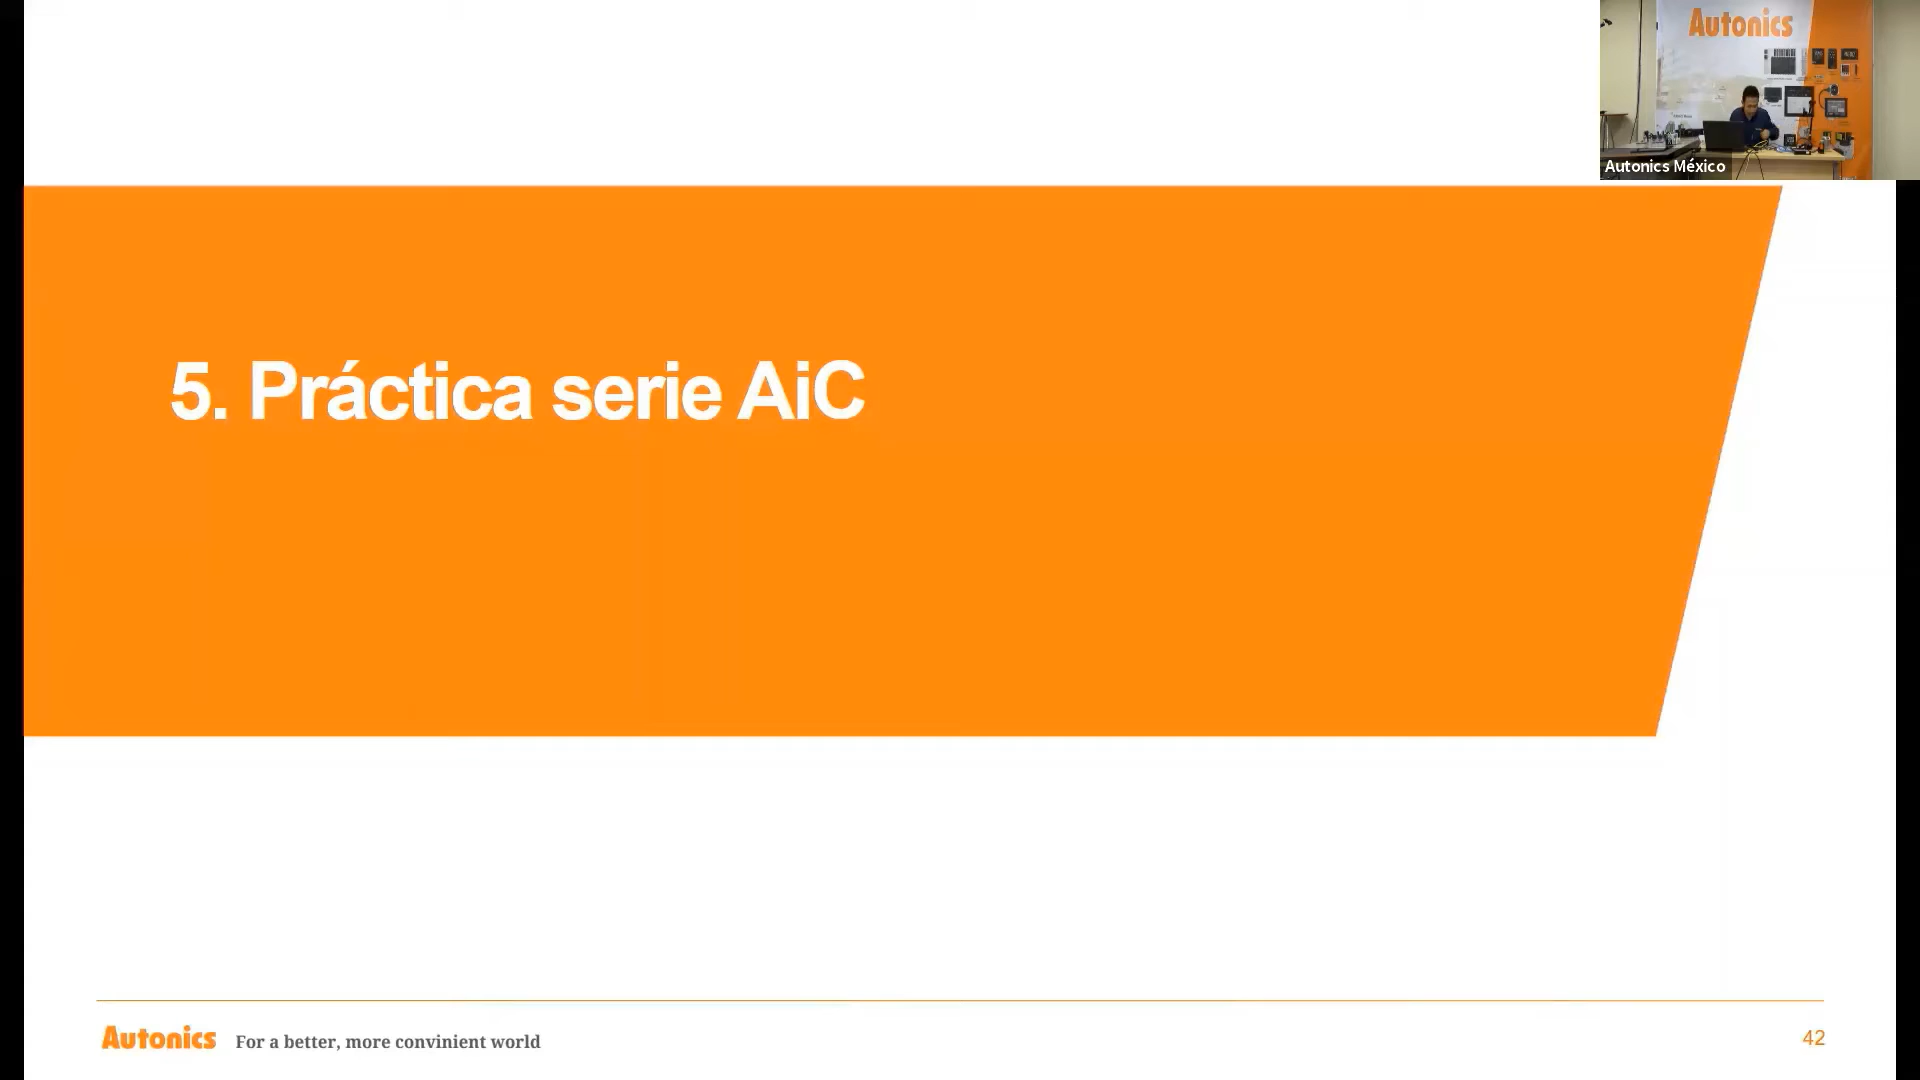 Autonics
Autonics México
5. Práctica serie AiC
Autonics For a better, more convinient world
42